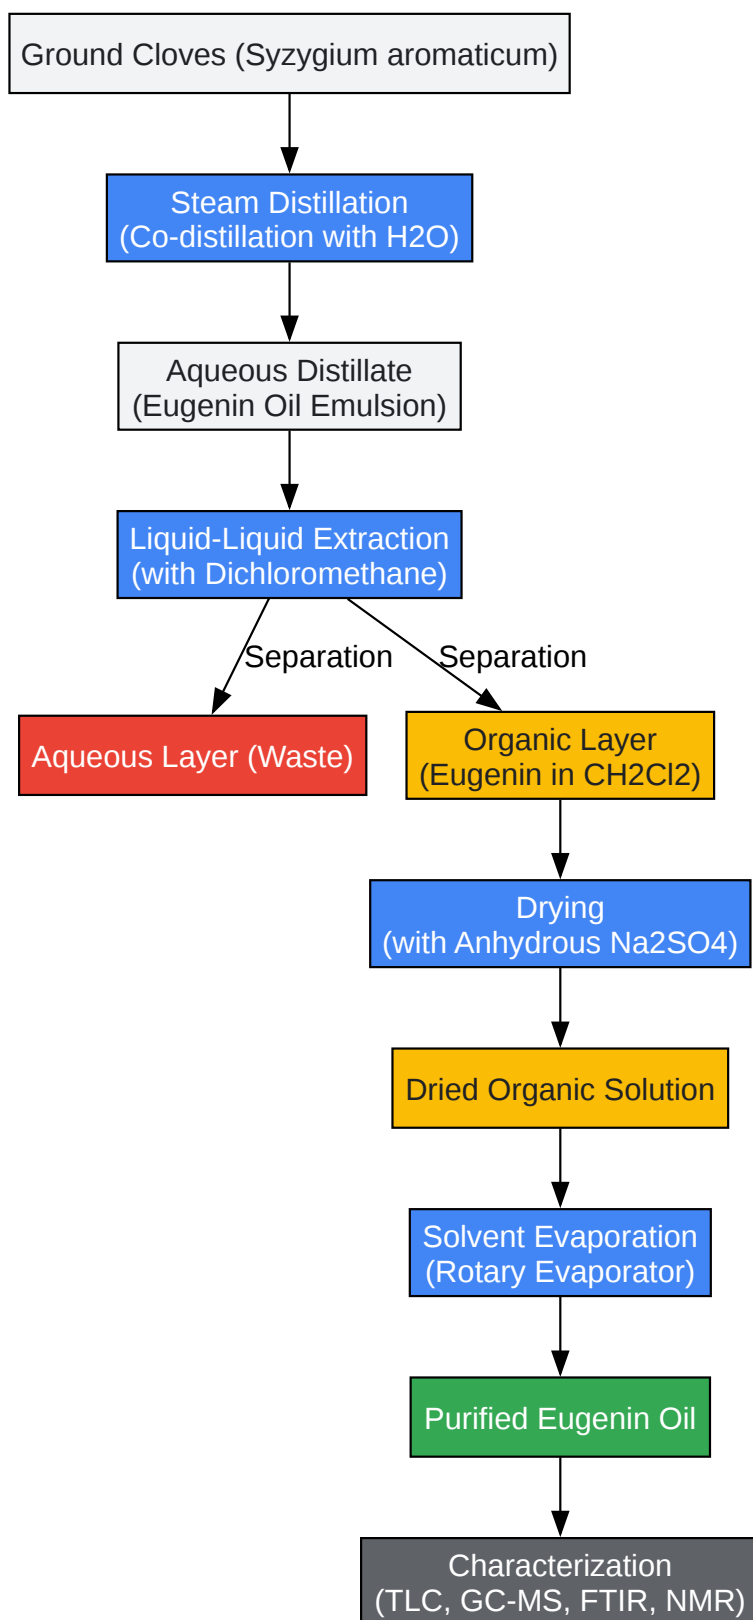 Ground Cloves (Syzygium aromaticum)
Steam Distillation
(Co-distillation with H2O)
Aqueous Distillate
(Eugenin Oil Emulsion)
Liquid-Liquid Extraction
(with Dichloromethane)
Separation
Separation
Aqueous Layer (Waste)
Organic Layer
(Eugenin in CH2Cl2)
Drying
(with Anhydrous Na2SO4)
Dried Organic Solution
Solvent Evaporation
(Rotary Evaporator)
Purified Eugenin Oil
Characterization
(TLC, GC-MS, FTIR, NMR)